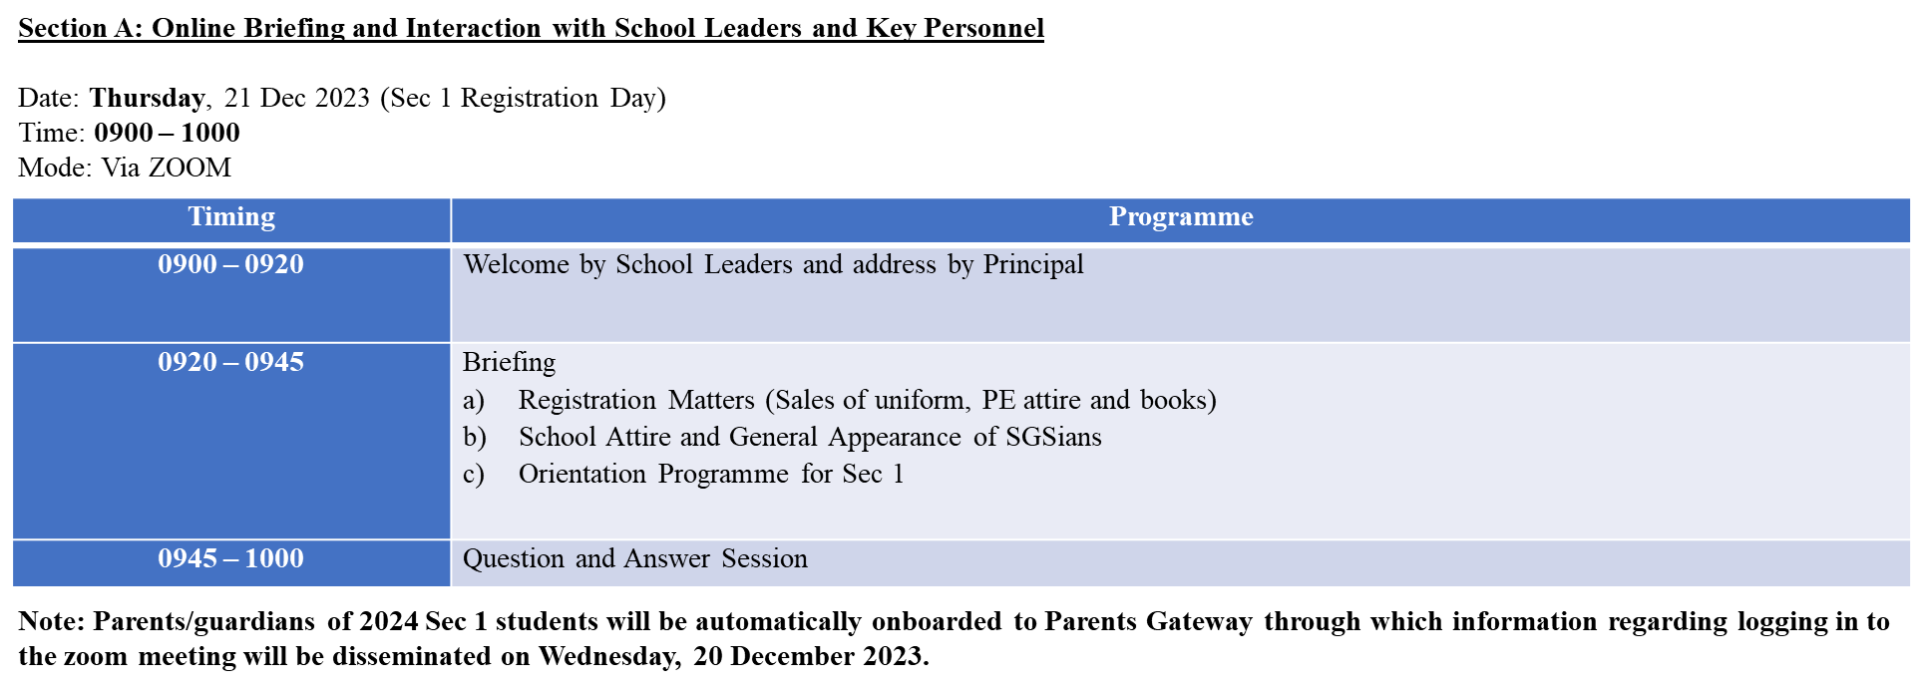 Section A: Online Briefing and Interaction with School Leaders and Key Personnel
Date: Thursday, 21 Dec 2023 (Sec 1 Registration Day)
Time: 0900 – 1000
Mode: Via ZOOM
Timing Programme
0900 – 0920 Welcome by School Leaders and address by Principal
0920 – 0945 Briefing
a) Registration Matters (Sales of uniform, PE attire and books)
b) School Attire and General Appearance of SGSians
c) Orientation Programme for Sec 1
0945 – 1000 Question and Answer Session
Note: Parents/guardians of 2024 Sec 1 students will be automatically onboarded to Parents Gateway through which information regarding logging in to
the zoom meeting will be disseminated on Wednesday, 20 December 2023.